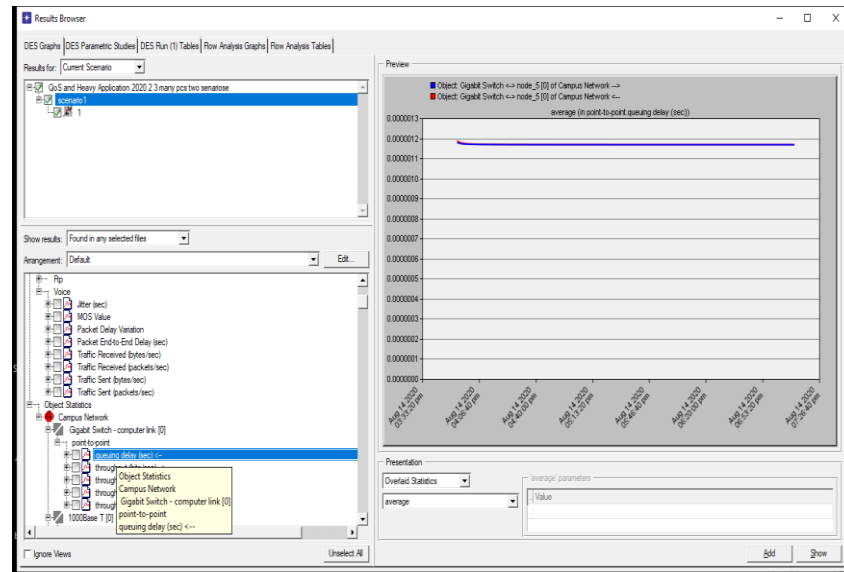 Results Browser
DES Graphs DES Parametric Studies DES Run (1) Tables Flow Analysis Graphs Flow Analysis Tables
Results for: Current Scenario
QoS and Heavy Application 2020 2 3 many pcs two senariose
scenario1
1
Show results: Found in any selected files
Arrangement: Default Edit...
Rtp
Voice
Jitter (sec)
MOS Value
Packet Delay Variation
Packet End-to-End Delay (sec)
Traffic Received (bytes/sec)
Traffic Received (packets/sec)
Traffic Sent (bytes/sec)
Traffic Sent (packets/sec)
Object Statistics
Campus Network
Gigabit Switch - computer link [0]
point-to-point
queuing delay (sec) <--
throug
throug
throug
throug
Object Statistics
Campus Network
Gigabit Switch - computer link [0]
point-to-point
queuing delay (sec) <--
1000Base T [0]
Ignore Views Unselect All
Preview
Object: Gigabit Switch <-> node_5 [0] of Campus Network -->
Object: Gigabit Switch <-> node_5 [0] of Campus Network <--
average (in point-to-point.queuing delay (sec))
0.0000013
0.0000012
0.0000011
0.0000010
0.0000009
0.0000008
0.0000007
0.0000006
0.0000005
0.0000004
0.0000003
0.0000002
0.0000001
0.0000000
Aug 14 2020 03:33:20 pm
Aug 14 2020 04:06:40 pm
Aug 14 2020 04:40:00 pm
Aug 14 2020 05:13:20 pm
Aug 14 2020 05:46:40 pm
Aug 14 2020 06:20:00 pm
Aug 14 2020 06:53:20 pm
Aug 14 2020 07:26:40 pm
Presentation
Overlaid Statistics
average
'average' parameters
Value
Add Show